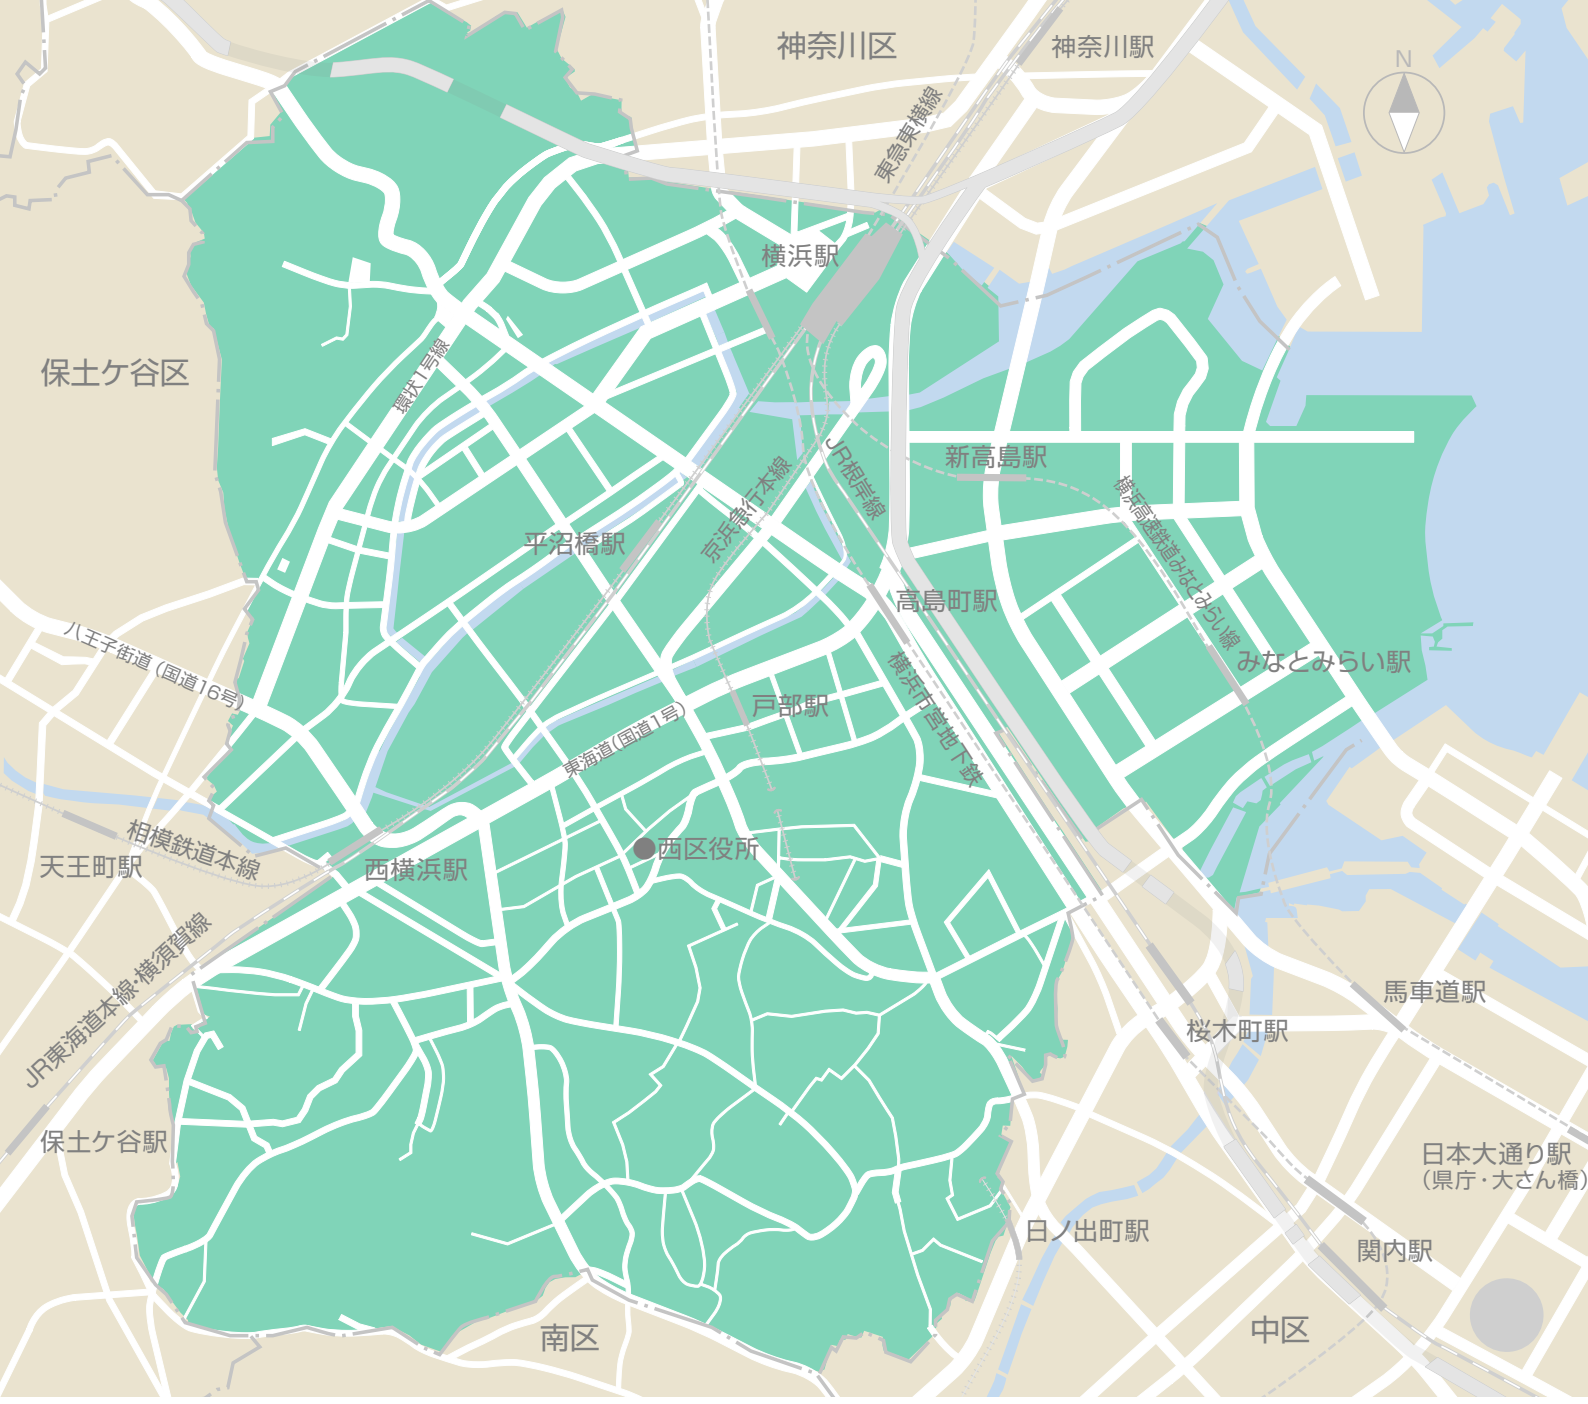 神奈川区
神奈川駅
N
東急東横線
横浜駅
保土ケ谷区
環状1号線
新高島駅
JR根岸線
京浜急行本線
横浜高速鉄道みなとみらい線
平沼橋駅
高島町駅
八王子街道（国道16号）
みなとみらい駅
横浜市営地下鉄
戸部駅
東海道（国道1号）
相模鉄道本線
西区役所
天王町駅
西横浜駅
JR東海道本線・横須賀線
馬車道駅
桜木町駅
保土ケ谷駅
日本大通り駅
（県庁・大さん橋）
日ノ出町駅
関内駅
南区
中区